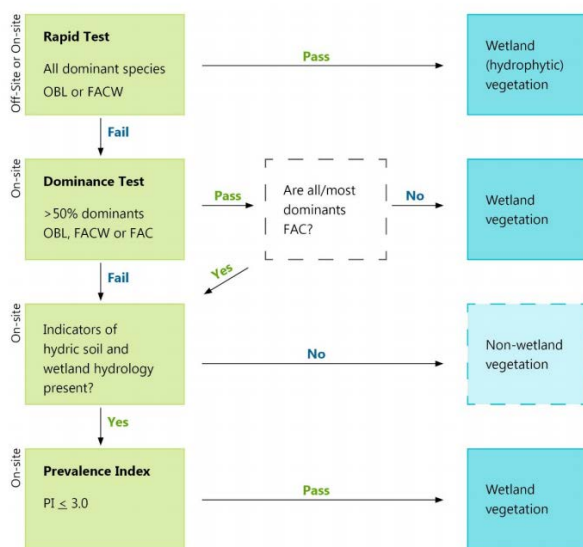 Off-Site or On-site
Rapid Test
All dominant species
OBL or FACW
Pass
Wetland
(hydrophytic)
vegetation
Fail
On-site
Dominance Test
>50% dominants
OBL, FACW or FAC
Pass
Are all/most
dominants
FAC?
No
Wetland
vegetation
Fail
Yes
On-site
Indicators of
hydric soil and
wetland hydrology
present?
No
Non-wetland
vegetation
Yes
On-site
Prevalence Index
PI ≤ 3.0
Pass
Wetland
vegetation